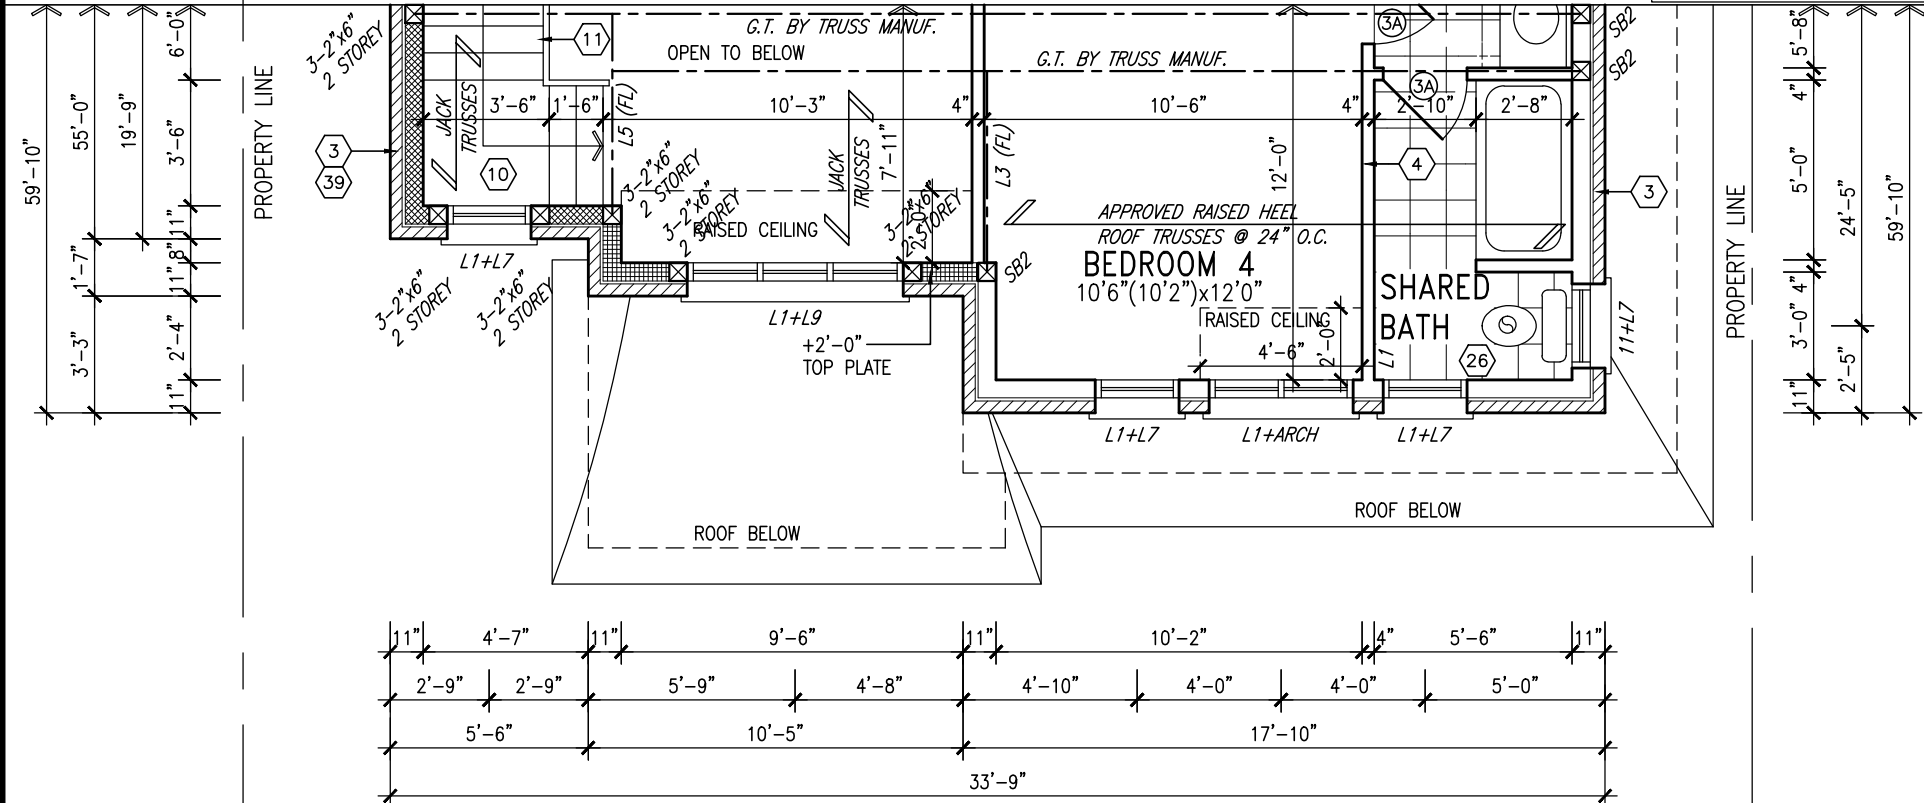 3-2"x6"
2 STOREY
11
G.T. BY TRUSS MANUF.
OPEN TO BELOW
G.T. BY TRUSS MANUF.
3A
3A
SB2
SB2
6'-0"
55'-0"
19'-9"
3'-6"
59'-10"
11"
8"
1'-7"
11"
2'-4"
3'-3"
11"
PROPERTY LINE
3
39
JACK
TRUSSES
3'-6"
1'-6"
L5 (FL)
10'-3"
4"
10'-6"
4"
2'-10"
2'-8"
10
3-2"x6"
2 STOREY
3-2"x6"
2 STOREY
RAISED CEILING
JACK
TRUSSES
7'-11"
3-2"x6"
2 STOREY
2'-0"
L3 (FL)
12'-0"
4
3
APPROVED RAISED HEEL
ROOF TRUSSES @ 24" O.C.
BEDROOM 4
10'6"(10'2")x12'0"
SB2
SHARED
BATH
RAISED CEILING
4'-6"
2'-0"
L1
26
11+L7
PROPERTY LINE
5'-8"
4"
5'-0"
4"
3'-0"
11"
24'-5"
2'-5"
59'-10"
L1+L7
3-2"x6"
2 STOREY
3-2"x6"
2 STOREY
L1+L9
+2'-0"
TOP PLATE
L1+L7
L1+ARCH
L1+L7
ROOF BELOW
ROOF BELOW
11"
4'-7"
11"
9'-6"
11"
10'-2"
4"
5'-6"
11"
2'-9"
2'-9"
5'-9"
4'-8"
4'-10"
4'-0"
4'-0"
5'-0"
5'-6"
10'-5"
17'-10"
33'-9"